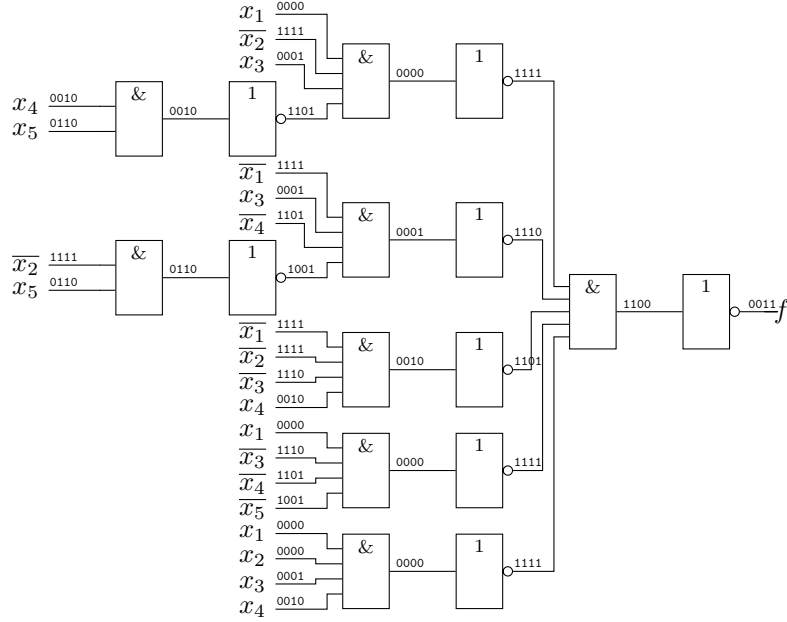 x₁ 0000
x̅₂ 1111
x₃ 0001
& 0000
1 1111
x₄ 0010
x₅ 0110
& 0010
1 1101
x̅₁ 1111
x₃ 0001
x̅₄ 1101
& 0001
1 1110
x̅₂ 1111
x₅ 0110
& 0110
1 1001
& 1100
1 0011 f
x̅₁ 1111
x̅₂ 1111
x̅₃ 1110
x₄ 0010
& 0010
1 1101
x₁ 0000
x̅₃ 1110
x̅₄ 1101
x̅₅ 1001
& 0000
1 1111
x₁ 0000
x₂ 0000
x₃ 0001
x₄ 0010
& 0000
1 1111